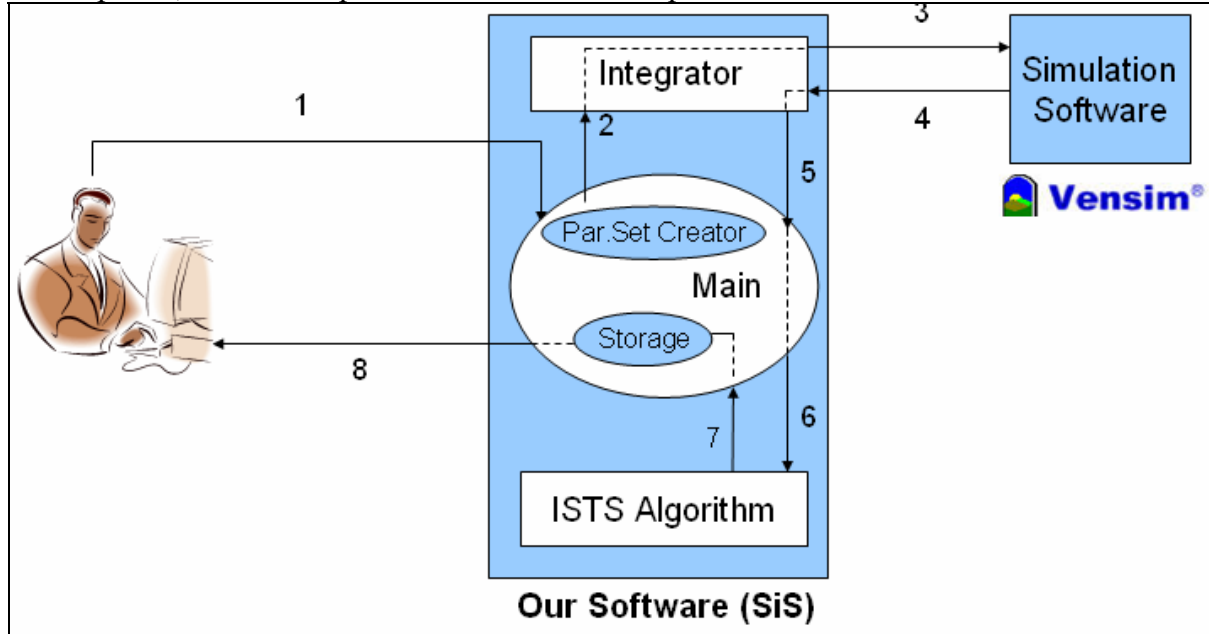 3
Integrator
Simulation
Software
1
2
4
5
Vensim®
Par.Set Creator
Main
Storage
8
6
7
ISTS Algorithm
Our Software (SiS)